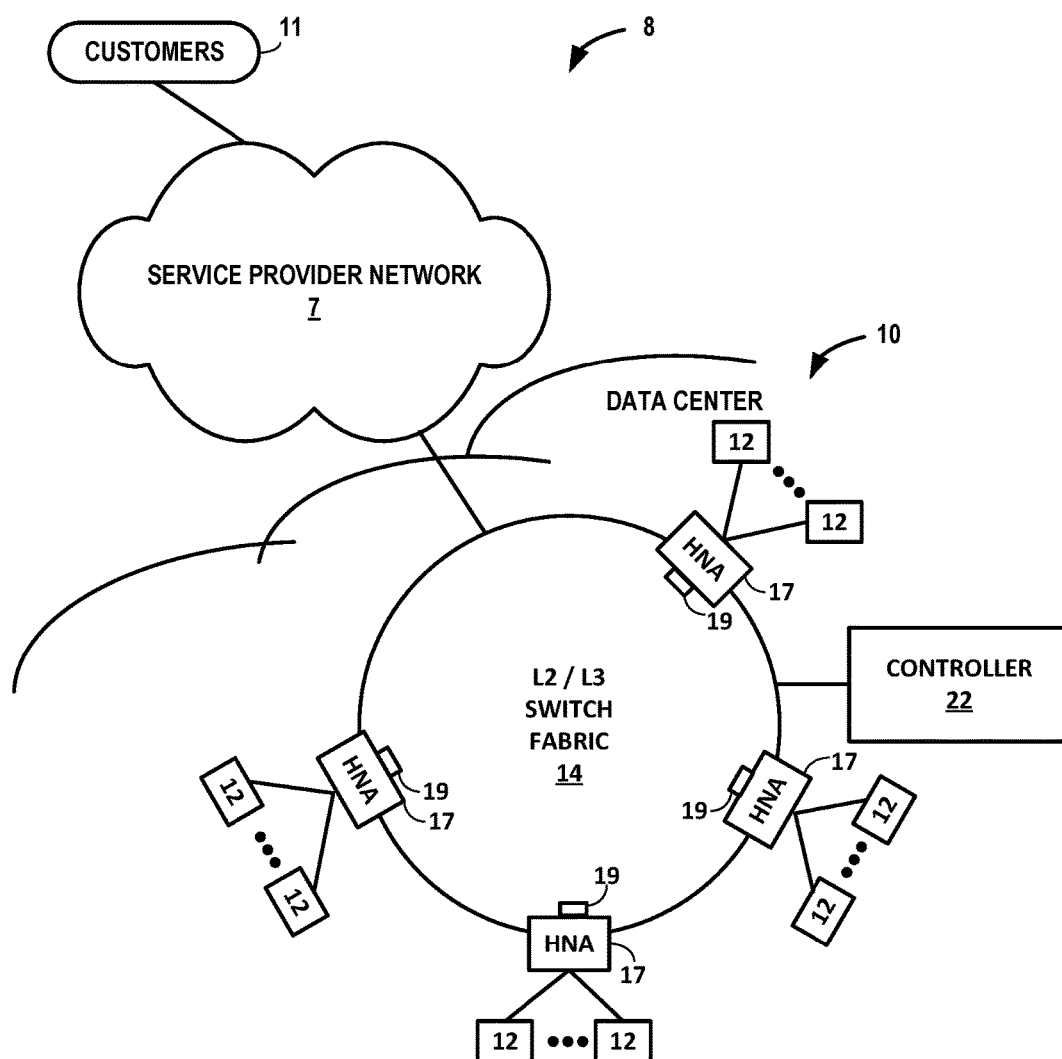 CUSTOMERS
11
8
SERVICE PROVIDER NETWORK
7
10
DATA CENTER
12
12
HNA
17
19
CONTROLLER
22
L2 / L3
SWITCH
FABRIC
14
HNA
19
17
12
12
17
HNA
19
12
12
19
HNA
17
12
12